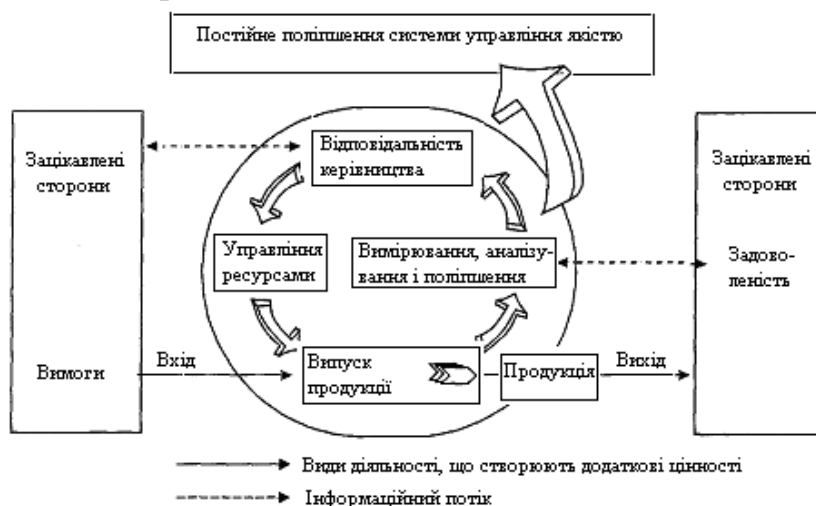 Постійне поліпшення системи управління якістю
Зацікавлені
сторони
Відповідальність
керівництва
Зацікавлені
сторони
Управління
ресурсами
Вимірювання, аналізу-
вання і поліпшення
Задово-
леність
Вимоги
Вхід
Випуск
продукції
Продукція
Вихід
Види діяльності, що створюють додаткові цінності
Інформаційний потік